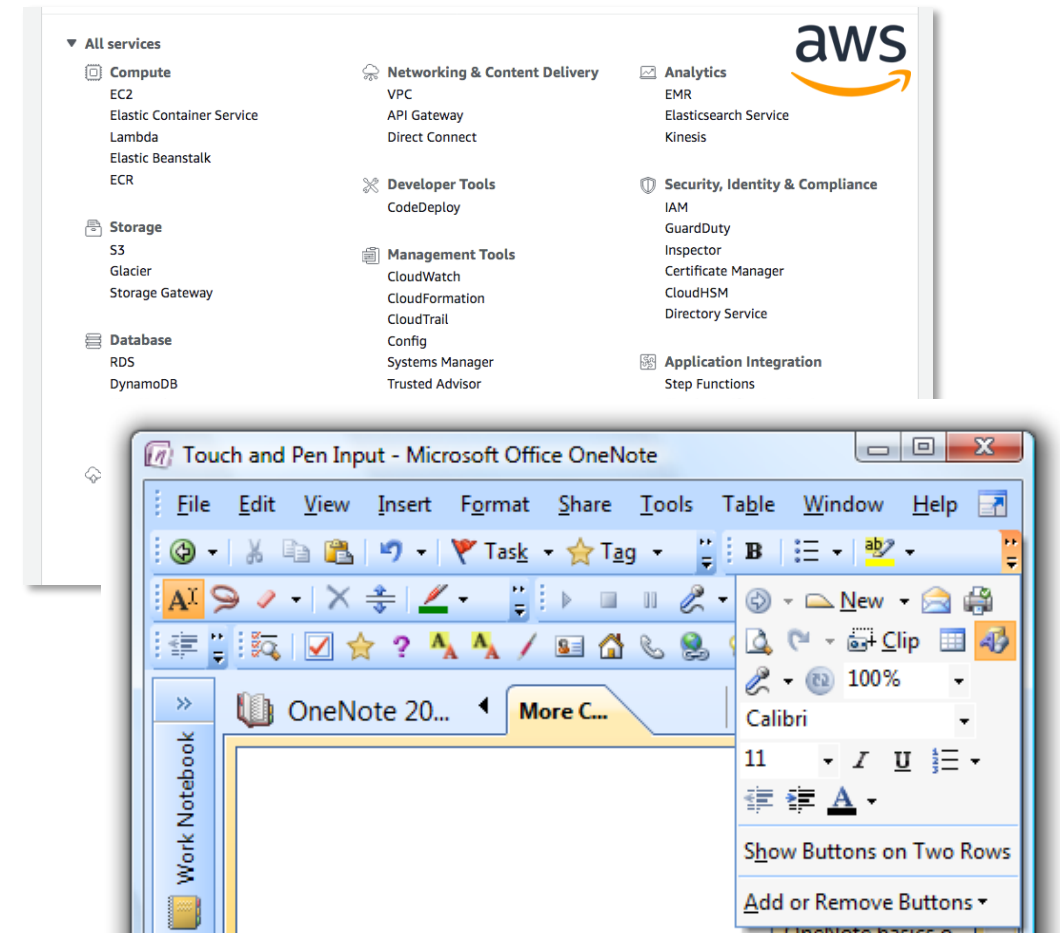 All services
aws
Compute
EC2
Elastic Container Service
Lambda
Elastic Beanstalk
ECR
Storage
S3
Glacier
Storage Gateway
Database
RDS
DynamoDB
Networking & Content Delivery
VPC
API Gateway
Direct Connect
Developer Tools
CodeDeploy
Management Tools
CloudWatch
CloudFormation
CloudTrail
Config
Systems Manager
Trusted Advisor
Analytics
EMR
Elasticsearch Service
Kinesis
Security, Identity & Compliance
IAM
GuardDuty
Inspector
Certificate Manager
CloudHSM
Directory Service
Application Integration
Step Functions
Touch and Pen Input - Microsoft Office OneNote
File Edit View Insert Format Share Tools Table Window Help
Task Tag B ab
A
New
? A A A A
Clip
100%
OneNote 20... More C...
Calibri
11 I U
A
Work Notebook
Show Buttons on Two Rows
Add or Remove Buttons